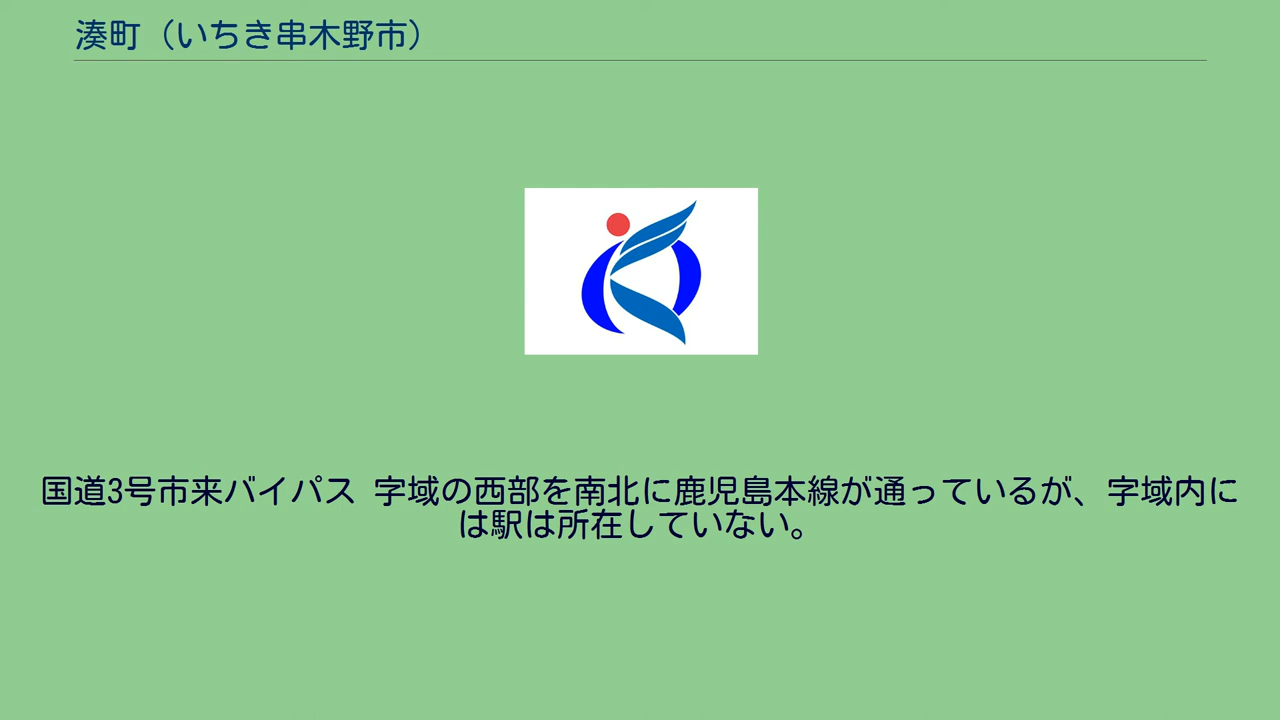 湊町（いちき串木野市）
国道3号市来バイパス 字域の西部を南北に鹿児島本線が通っているが、字域内に
は駅は所在していない。